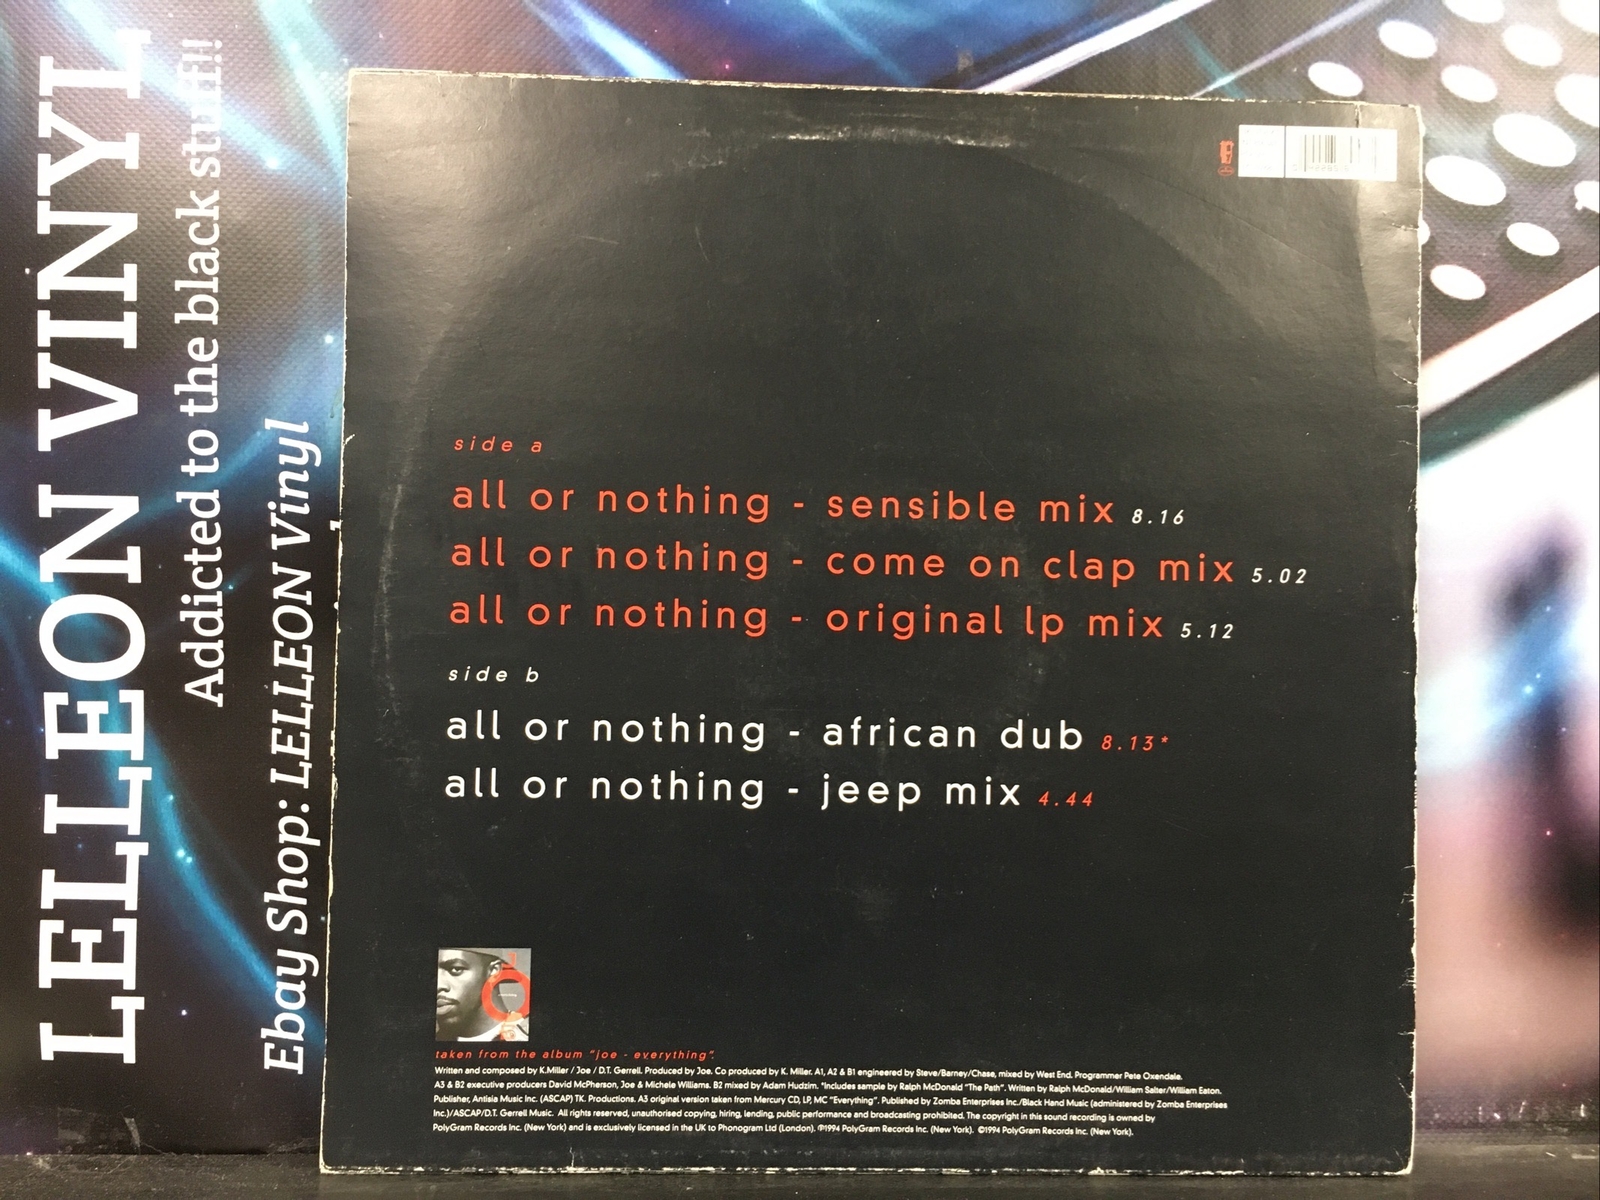 LELLEON VINYL
Addicted to the black stuff!!
Ebay Shop: LELLEON Vinyl
side a
all or nothing - sensible mix 8.16
all or nothing - come on clap mix 5.02
all or nothing - original lp mix 5.12
side b
all or nothing - african dub 8.13*
all or nothing - jeep mix 4.44
taken from the album "joe - everything".
Written and composed by K.Miller / Joe / D.T. Gerrell. Produced by Joe. Co produced by K. Miller. A1, A2 & B1 engineered by Steve/Barney/Chase, mixed by West End. Programmer Pete Oxendale.
A3 & B2 executive producers David McPherson, Joe & Michele Williams. B2 mixed by Adam Hudzim. *Includes sample by Ralph McDonald "The Path". Written by Ralph McDonald/William Salter/William Eaton.
Publisher, Antisia Music Inc. (ASCAP) TK. Productions. A3 original version taken from Mercury CD, LP, MC "Everything". Published by Zomba Enterprises Inc./Black Hand Music (administered by Zomba Enterprises
Inc.)/ASCAP/D.T. Gerrell Music. All rights reserved, unauthorised copying, hiring, lending, public performance and broadcasting prohibited. The copyright in this sound recording is owned by
PolyGram Records Inc. (New York) and is exclusively licensed in the UK to Phonogram Ltd (London). ℗1994 PolyGram Records Inc. (New York). ©1994 PolyGram Records Inc. (New York).